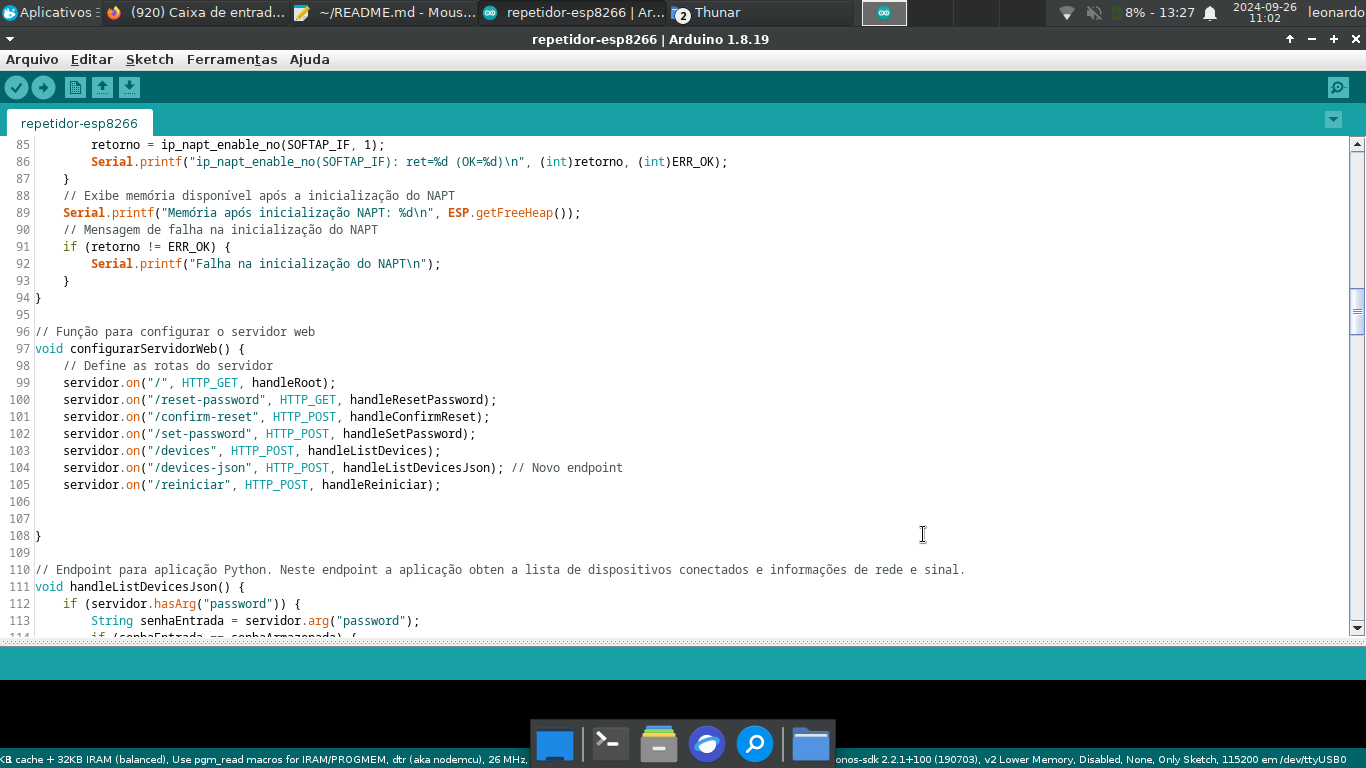 Aplicativos
(920) Caixa de entrad...
~/README.md - Mous...
repetidor-esp8266 | Ar...
2 Thunar
8% - 13:27
2024-09-26
11:02
leonardo
repetidor-esp8266 | Arduino 1.8.19
Arquivo Editar Sketch Ferramentas Ajuda
repetidor-esp8266
85 retorno = ip_napt_enable_no(SOFTAP_IF, 1);
86 Serial.printf("ip_napt_enable_no(SOFTAP_IF): ret=%d (OK=%d)\n", (int)retorno, (int)ERR_OK);
87 }
88 // Exibe memória disponível após a inicialização do NAPT
89 Serial.printf("Memória após inicialização NAPT: %d\n", ESP.getFreeHeap());
90 // Mensagem de falha na inicialização do NAPT
91 if (retorno != ERR_OK) {
92 Serial.printf("Falha na inicialização do NAPT\n");
93 }
94 }
95
96 // Função para configurar o servidor web
97 void configurarServidorWeb() {
98 // Define as rotas do servidor
99 servidor.on("/", HTTP_GET, handleRoot);
100 servidor.on("/reset-password", HTTP_GET, handleResetPassword);
101 servidor.on("/confirm-reset", HTTP_POST, handleConfirmReset);
102 servidor.on("/set-password", HTTP_POST, handleSetPassword);
103 servidor.on("/devices", HTTP_POST, handleListDevices);
104 servidor.on("/devices-json", HTTP_POST, handleListDevicesJson); // Novo endpoint
105 servidor.on("/reiniciar", HTTP_POST, handleReiniciar);
106
107
108 }
109
110 // Endpoint para aplicação Python. Neste endpoint a aplicação obten a lista de dispositivos conectados e informações de rede e sinal.
111 void handleListDevicesJson() {
112 if (servidor.hasArg("password")) {
113 String senhaEntrada = servidor.arg("password");
114 if (senhaEntrada == senhaArmazenada) {
cache + 32KB IRAM (balanced), Use pgm_read macros for IRAM/PROGMEM, dtr (aka nodemcu), 26 MHz,
onos-sdk 2.2.1+100 (190703), v2 Lower Memory, Disabled, None, Only Sketch, 115200 em /dev/ttyUSB0